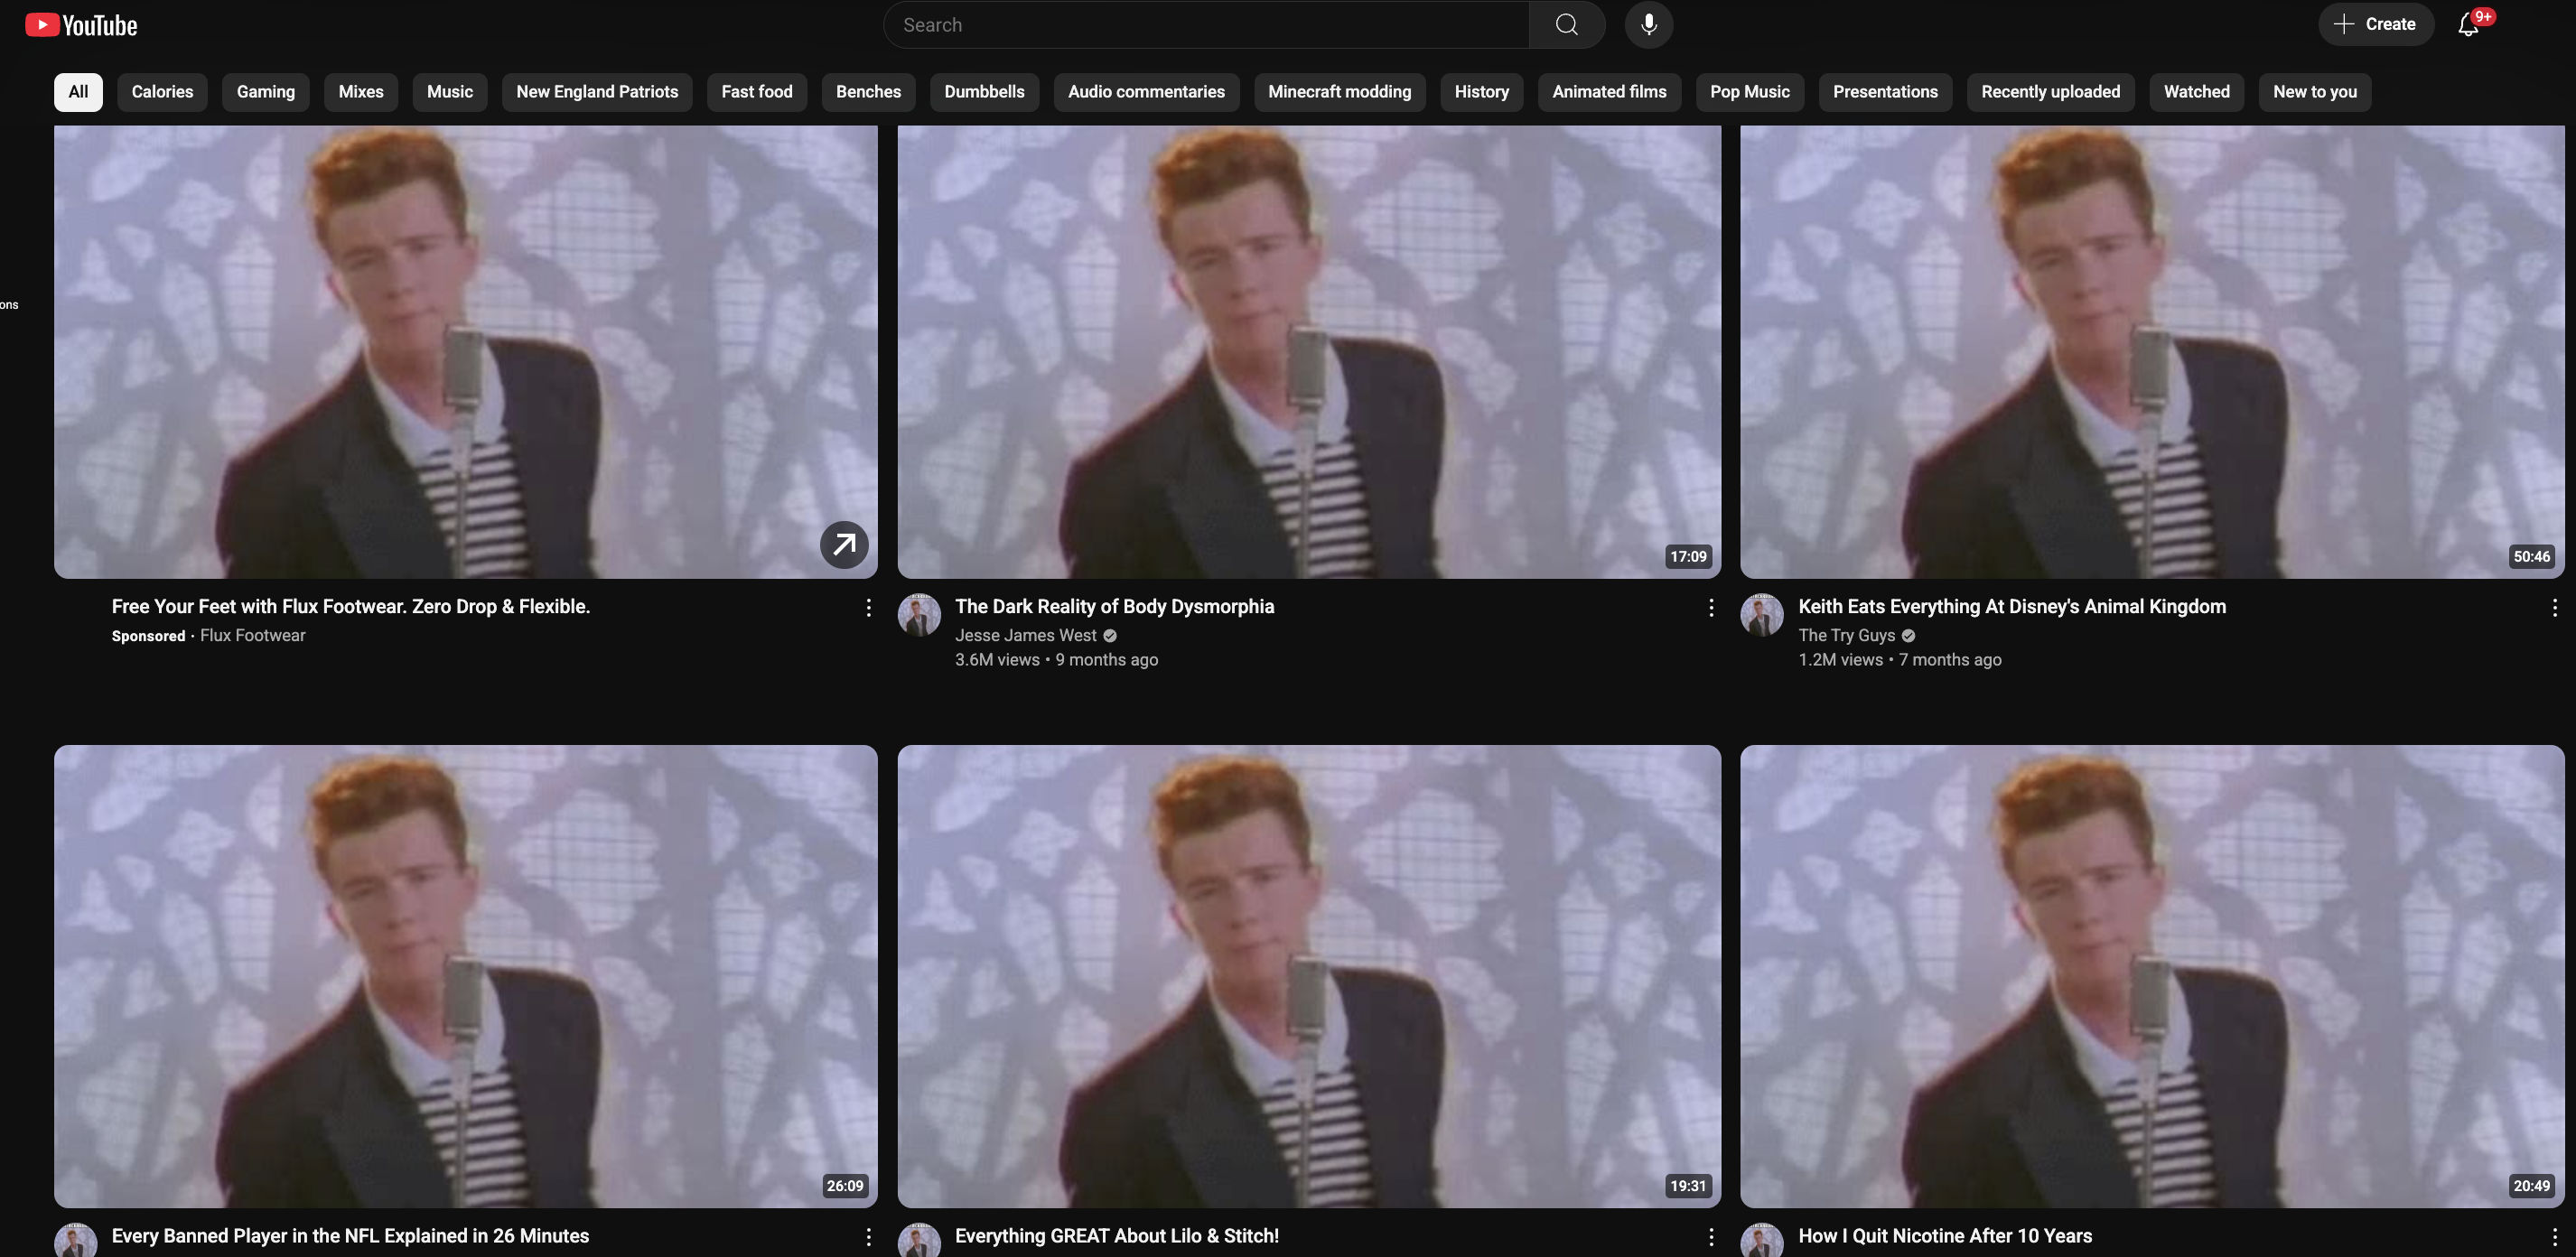 YouTube
Search
Create
9+
All
Calories
Gaming
Mixes
Music
New England Patriots
Fast food
Benches
Dumbbells
Audio commentaries
Minecraft modding
History
Animated films
Pop Music
Presentations
Recently uploaded
Watched
New to you
ons
17:09
50:46
Free Your Feet with Flux Footwear. Zero Drop & Flexible.
Sponsored · Flux Footwear
The Dark Reality of Body Dysmorphia
Jesse James West
3.6M views • 9 months ago
Keith Eats Everything At Disney's Animal Kingdom
The Try Guys
1.2M views • 7 months ago
26:09
19:31
20:49
Every Banned Player in the NFL Explained in 26 Minutes
Everything GREAT About Lilo & Stitch!
How I Quit Nicotine After 10 Years